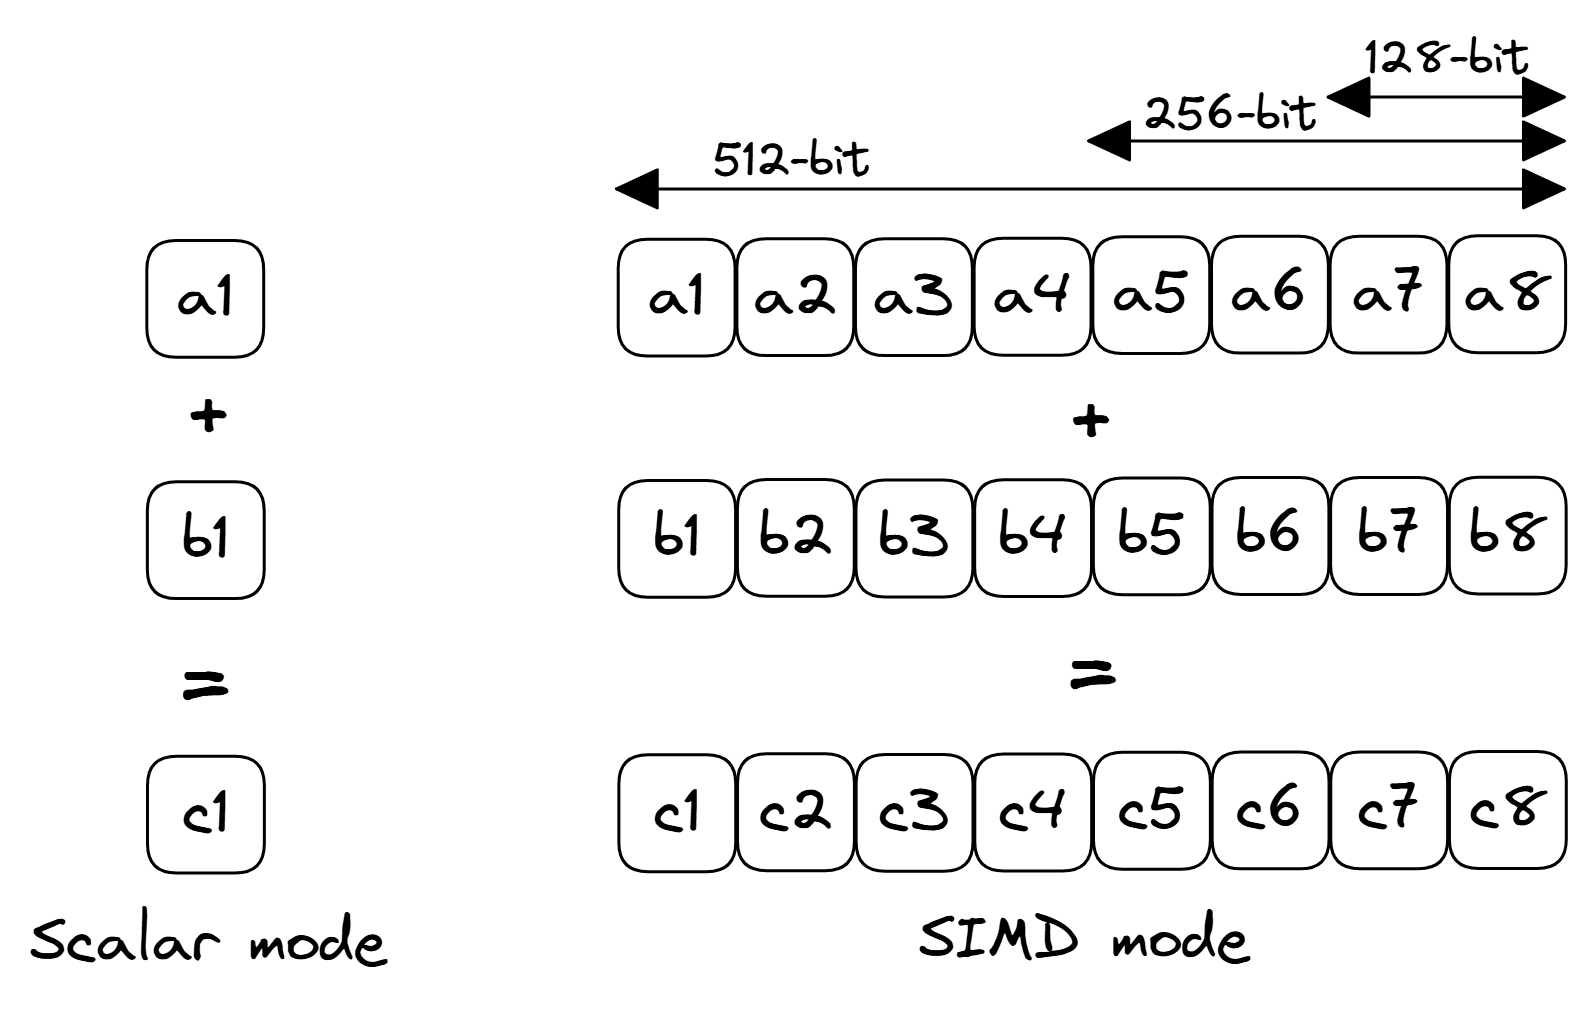 128-bit
256-bit
512-bit
a1
a1 a2 a3 a4 a5 a6 a7 a8
+
+
b1
b1 b2 b3 b4 b5 b6 b7 b8
=
=
c1
c1 c2 c3 c4 c5 c6 c7 c8
Scalar mode
SIMD mode